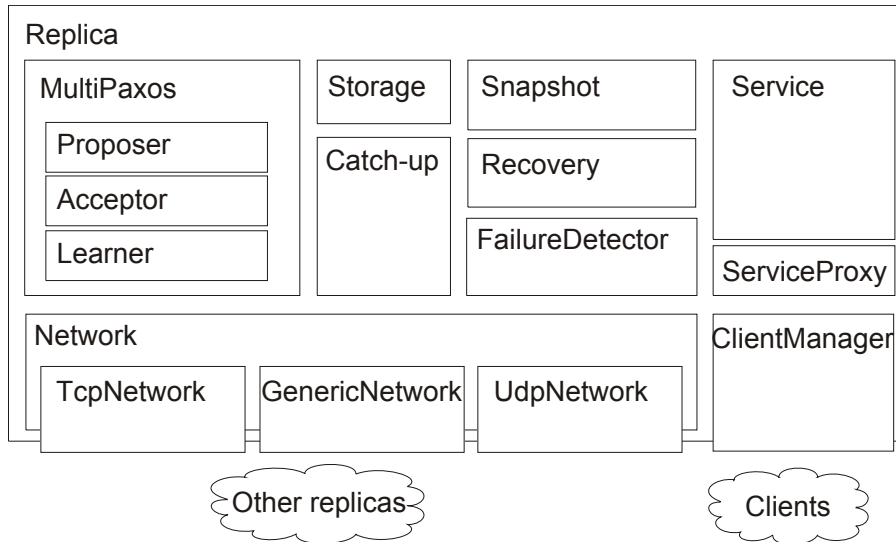 Replica
MultiPaxos
Proposer
Acceptor
Learner
Storage
Catch-up
Snapshot
Recovery
FailureDetector
Service
ServiceProxy
Network
TcpNetwork
GenericNetwork
UdpNetwork
ClientManager
Other replicas
Clients